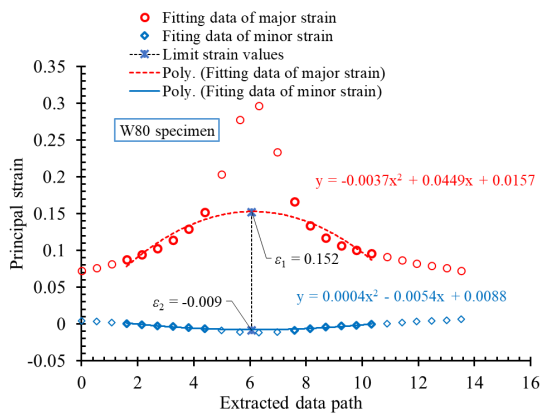 Fitting data of major strain
Fiting data of minor strain
Limit strain values
Poly. (Fitting data of major strain)
Poly. (Fiting data of minor strain)
0.35
0.3
0.25
0.2
0.15
0.1
0.05
0
-0.05
Principal strain
W80 specimen
y = -0.0037x² + 0.0449x + 0.0157
ε₁ = 0.152
ε₂ = -0.009
y = 0.0004x² - 0.0054x + 0.0088
0 2 4 6 8 10 12 14 16
Extracted data path